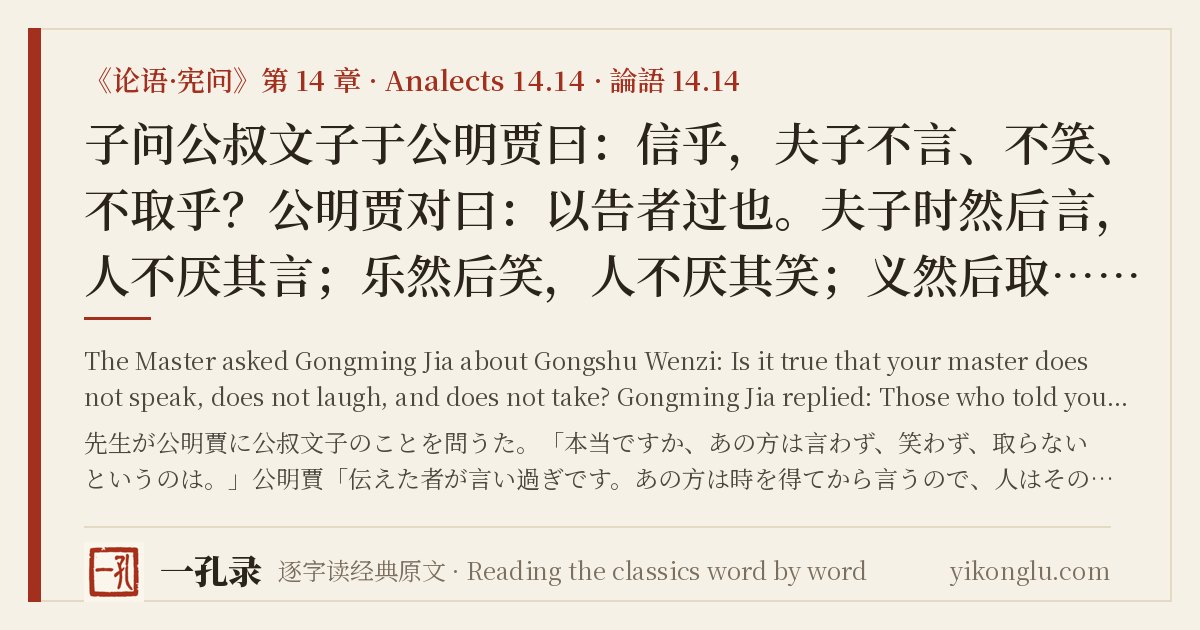 《论语·宪问》第 14 章 · Analects 14.14 · 論語 14.14
子问公叔文子于公明贾曰：信乎，夫子不言、不笑、
不取乎？公明贾对曰：以告者过也。夫子时然后言，
人不厌其言；乐然后笑，人不厌其笑；义然后取……
The Master asked Gongming Jia about Gongshu Wenzi: Is it true that your master does
not speak, does not laugh, and does not take? Gongming Jia replied: Those who told you…
先生が公明賈に公叔文子のことを問うた。「本当ですか、あの方は言わず、笑わず、取らない
というのは。」公明賈「伝えた者が言い過ぎです。あの方は時を得てから言うので、人はその…
一孔
一孔录 逐字读经典原文 · Reading the classics word by word yikonglu.com